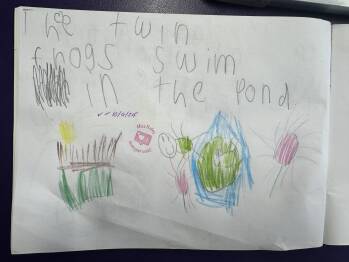 The twin
frogs swim
in the pond
✓✓